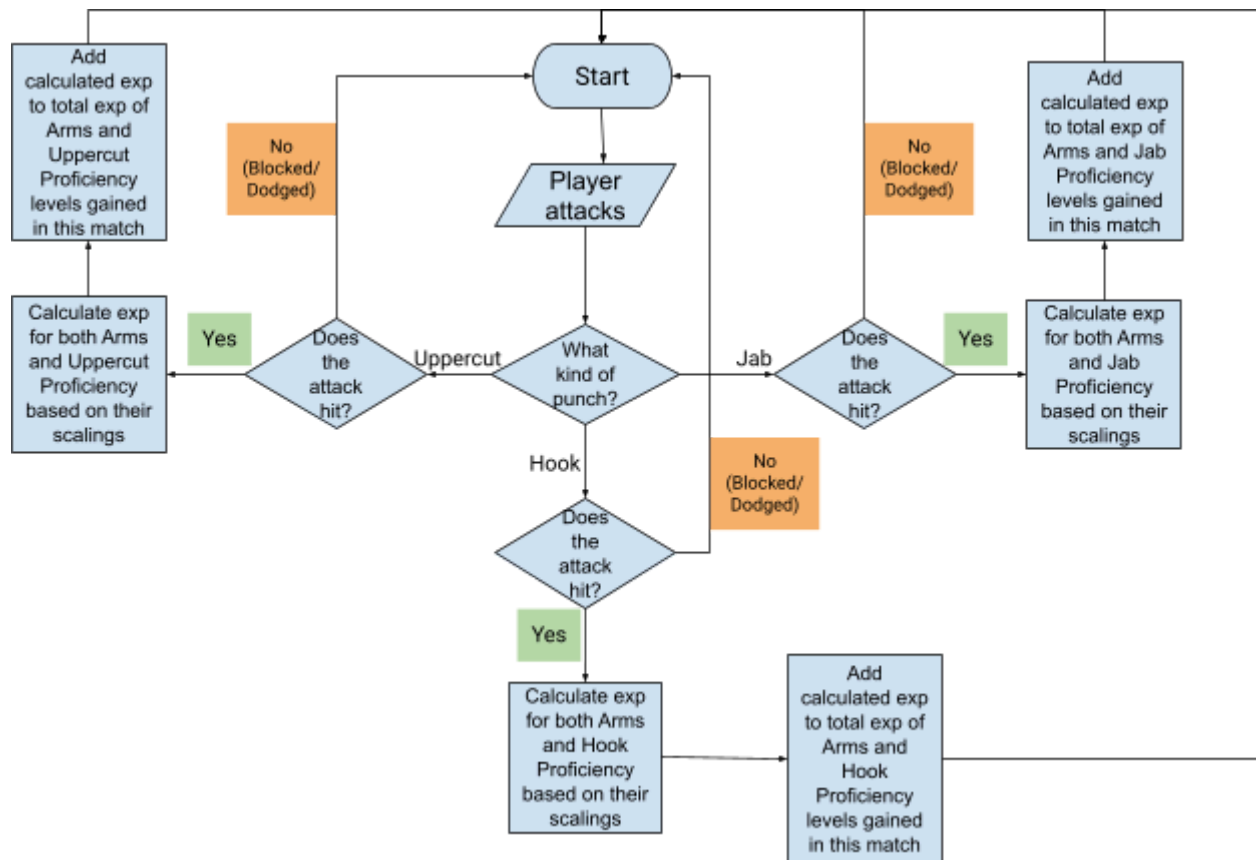 Start
Player
attacks
What
kind of
punch?
Uppercut
Does
the
attack
hit?
No
(Blocked/
Dodged)
Yes
Calculate exp
for both Arms
and Uppercut
Proficiency
based on their
scalings
Add
calculated exp
to total exp of
Arms and
Uppercut
Proficiency
levels gained
in this match
Jab
Does
the
attack
hit?
No
(Blocked/
Dodged)
Yes
Calculate exp
for both Arms
and Jab
Proficiency
based on their
scalings
Add
calculated exp
to total exp of
Arms and Jab
Proficiency
levels gained
in this match
Hook
Does
the
attack
hit?
No
(Blocked/
Dodged)
Yes
Calculate exp
for both Arms
and Hook
Proficiency
based on their
scalings
Add
calculated exp
to total exp of
Arms and
Hook
Proficiency
levels gained
in this match